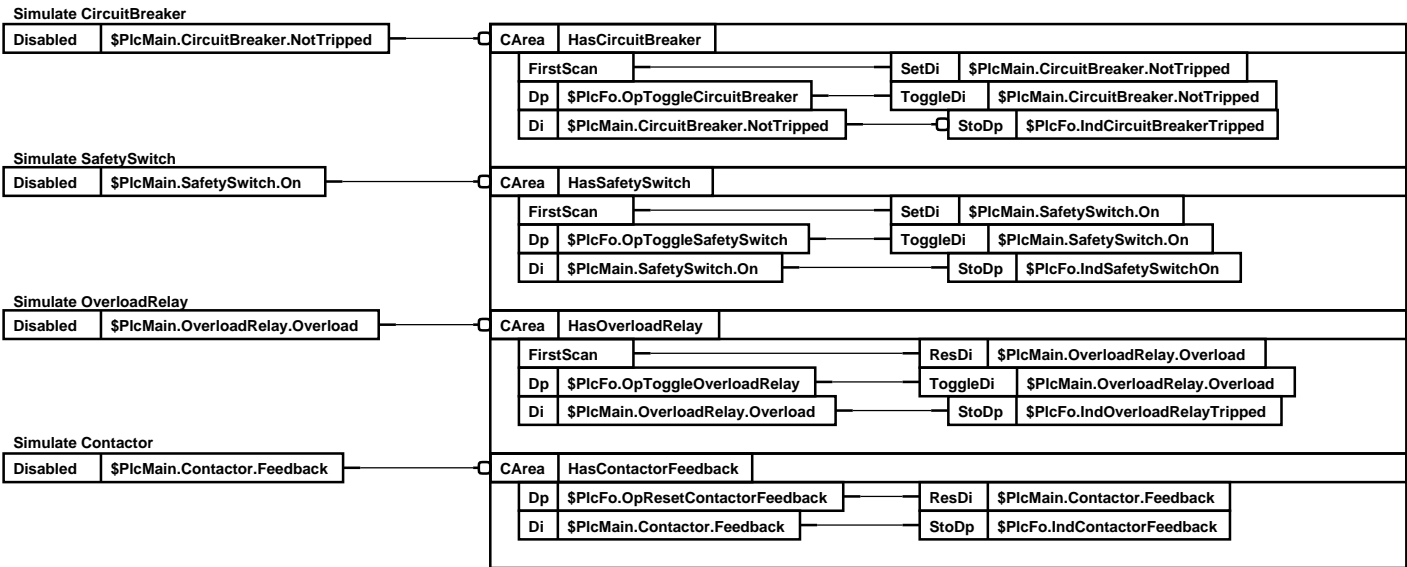 Simulate CircuitBreaker
Disabled $PlcMain.CircuitBreaker.NotTripped CArea HasCircuitBreaker
FirstScan SetDi $PlcMain.CircuitBreaker.NotTripped
Dp $PlcFo.OpToggleCircuitBreaker ToggleDi $PlcMain.CircuitBreaker.NotTripped
Di $PlcMain.CircuitBreaker.NotTripped StoDp $PlcFo.IndCircuitBreakerTripped
Simulate SafetySwitch
Disabled $PlcMain.SafetySwitch.On CArea HasSafetySwitch
FirstScan SetDi $PlcMain.SafetySwitch.On
Dp $PlcFo.OpToggleSafetySwitch ToggleDi $PlcMain.SafetySwitch.On
Di $PlcMain.SafetySwitch.On StoDp $PlcFo.IndSafetySwitchOn
Simulate OverloadRelay
Disabled $PlcMain.OverloadRelay.Overload CArea HasOverloadRelay
FirstScan ResDi $PlcMain.OverloadRelay.Overload
Dp $PlcFo.OpToggleOverloadRelay ToggleDi $PlcMain.OverloadRelay.Overload
Di $PlcMain.OverloadRelay.Overload StoDp $PlcFo.IndOverloadRelayTripped
Simulate Contactor
Disabled $PlcMain.Contactor.Feedback CArea HasContactorFeedback
Dp $PlcFo.OpResetContactorFeedback ResDi $PlcMain.Contactor.Feedback
Di $PlcMain.Contactor.Feedback StoDp $PlcFo.IndContactorFeedback